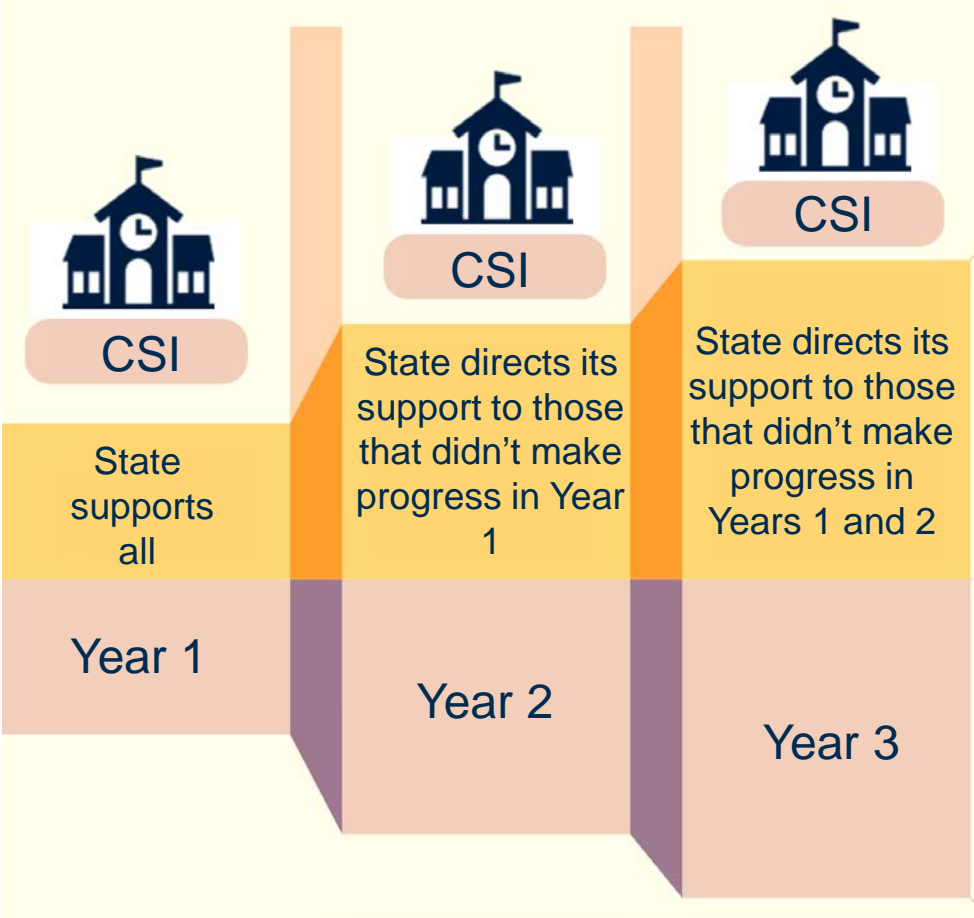 CSI
State
supports
all
Year 1
CSI
State directs its
support to those
that didn’t make
progress in Year
1
Year 2
CSI
State directs its
support to those
that didn’t make
progress in
Years 1 and 2
Year 3